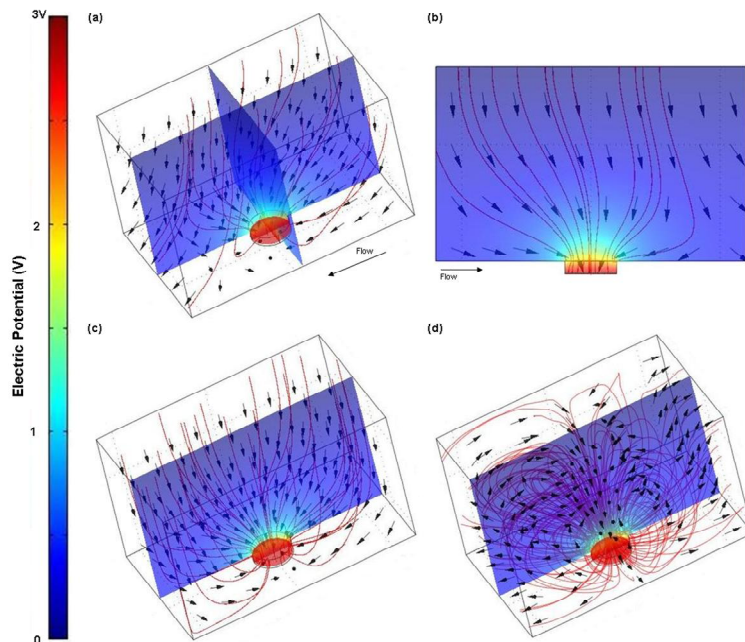 3V
(a)
(b)
2
Flow
Flow
(c)
(d)
Electric Potential (V)
1
0